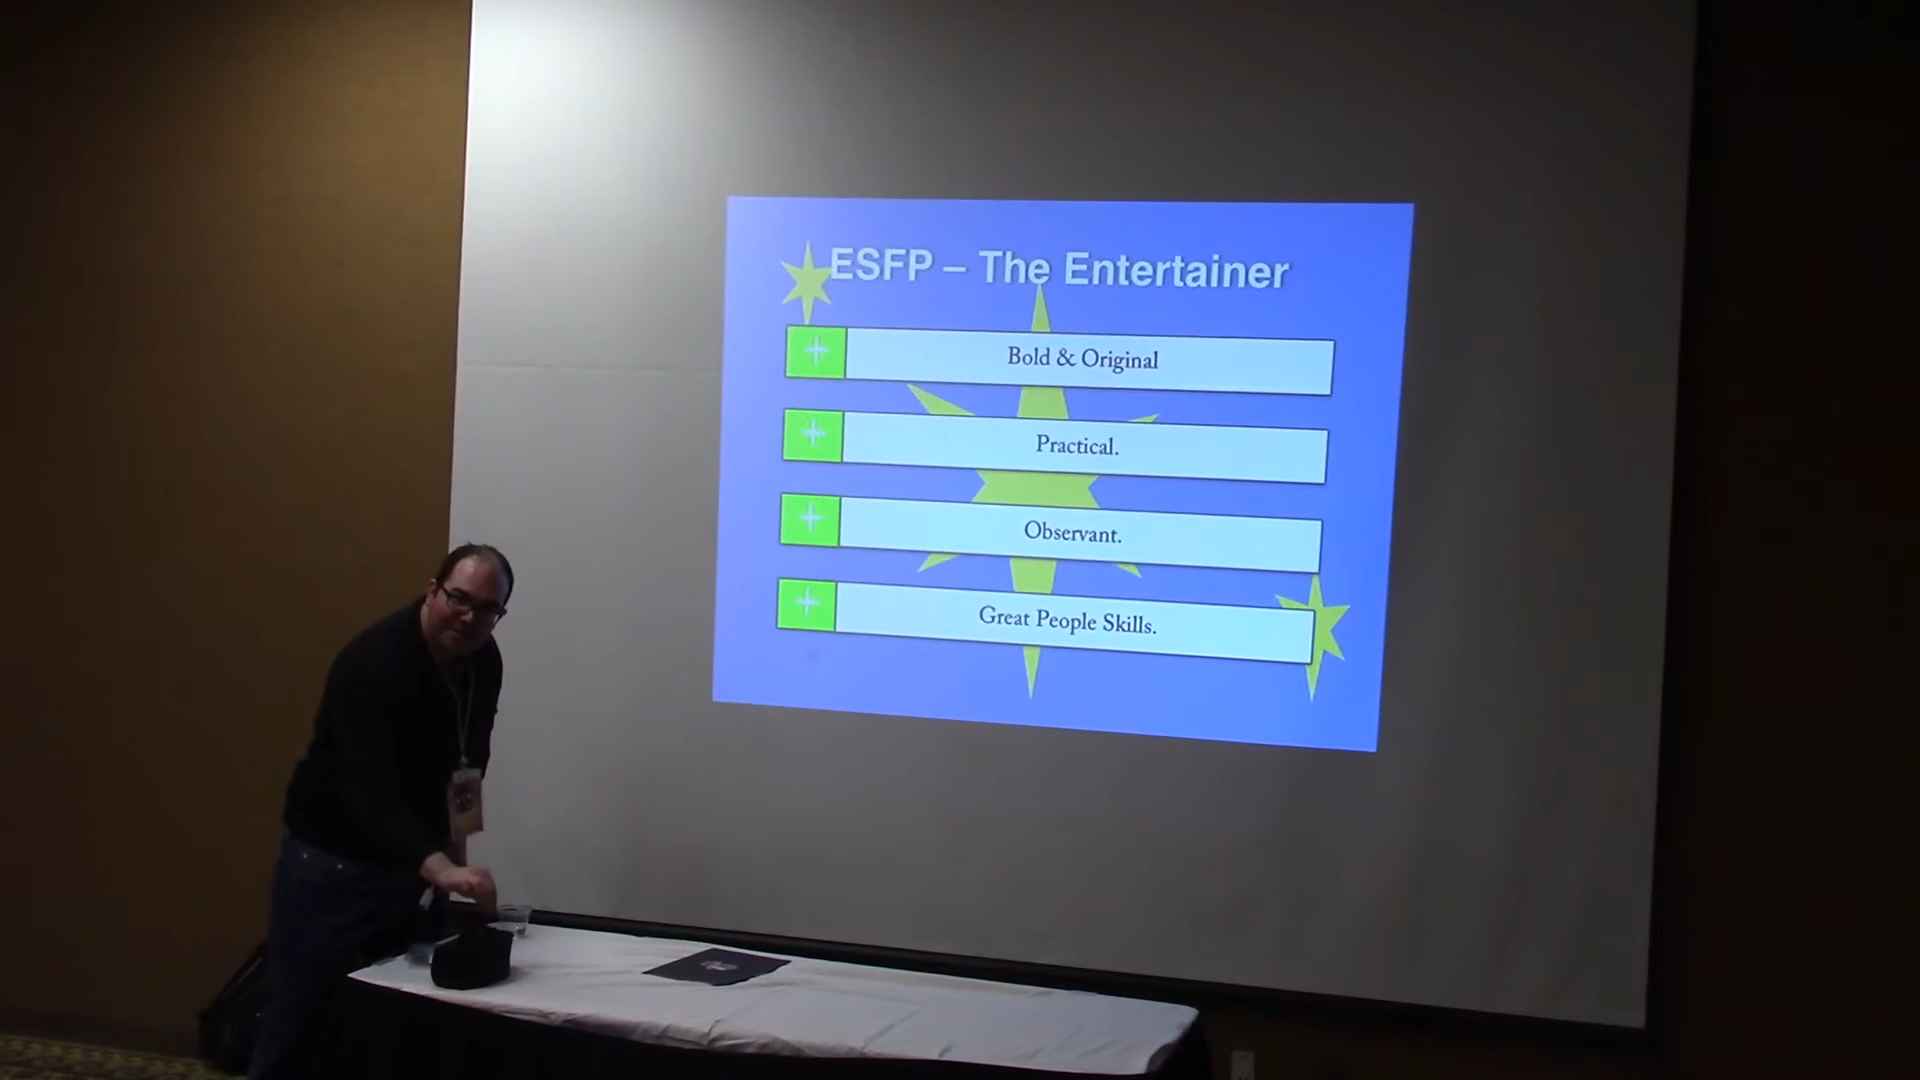 ESFP – The Entertainer
+ Bold & Original
+ Practical.
+ Observant.
+ Great People Skills.